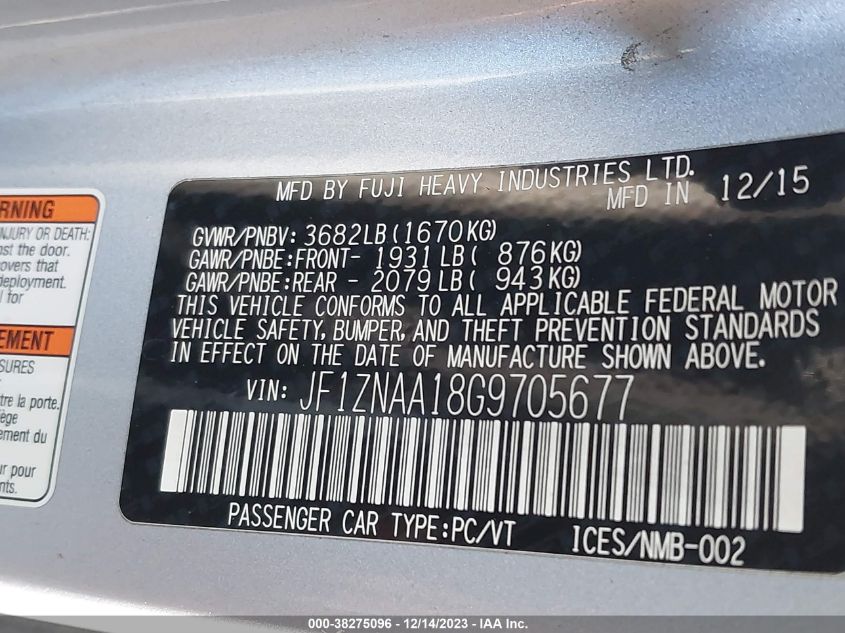 MFD BY FUJI HEAVY INDUSTRIES LTD.
MFD IN 12/15
GVWR/PNBV: 3682LB(1670KG)
GAWR/PNBE:FRONT- 1931LB( 876KG)
GAWR/PNBE:REAR - 2079LB( 943KG)
THIS VEHICLE CONFORMS TO ALL APPLICABLE FEDERAL MOTOR
VEHICLE SAFETY, BUMPER, AND THEFT PREVENTION STANDARDS
IN EFFECT ON THE DATE OF MANUFACTURE SHOWN ABOVE.
VIN: JF1ZNAA18G9705677
PASSENGER CAR TYPE:PC/VT ICES/NMB-002
RNING
NJURY OR DEATH:
st the door.
overs that
deployment.
l for
EMENT
SURES
tre la porte.
ège
ement du
ur pour
nts.
000-38275096 - 12/14/2023 - IAA Inc.